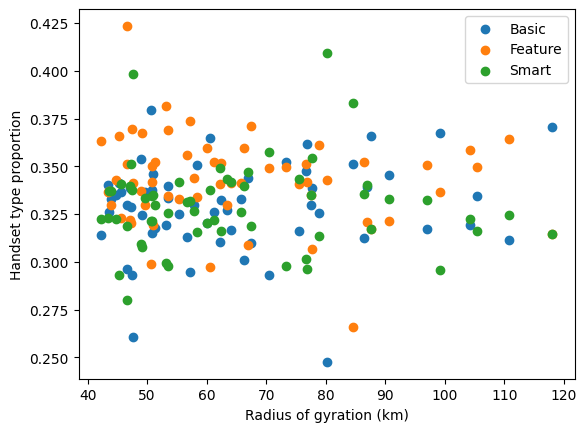 0.425
0.400
0.375
0.350
0.325
0.300
0.275
0.250
Handset type proportion
40 50 60 70 80 90 100 110 120
Radius of gyration (km)
Basic
Feature
Smart